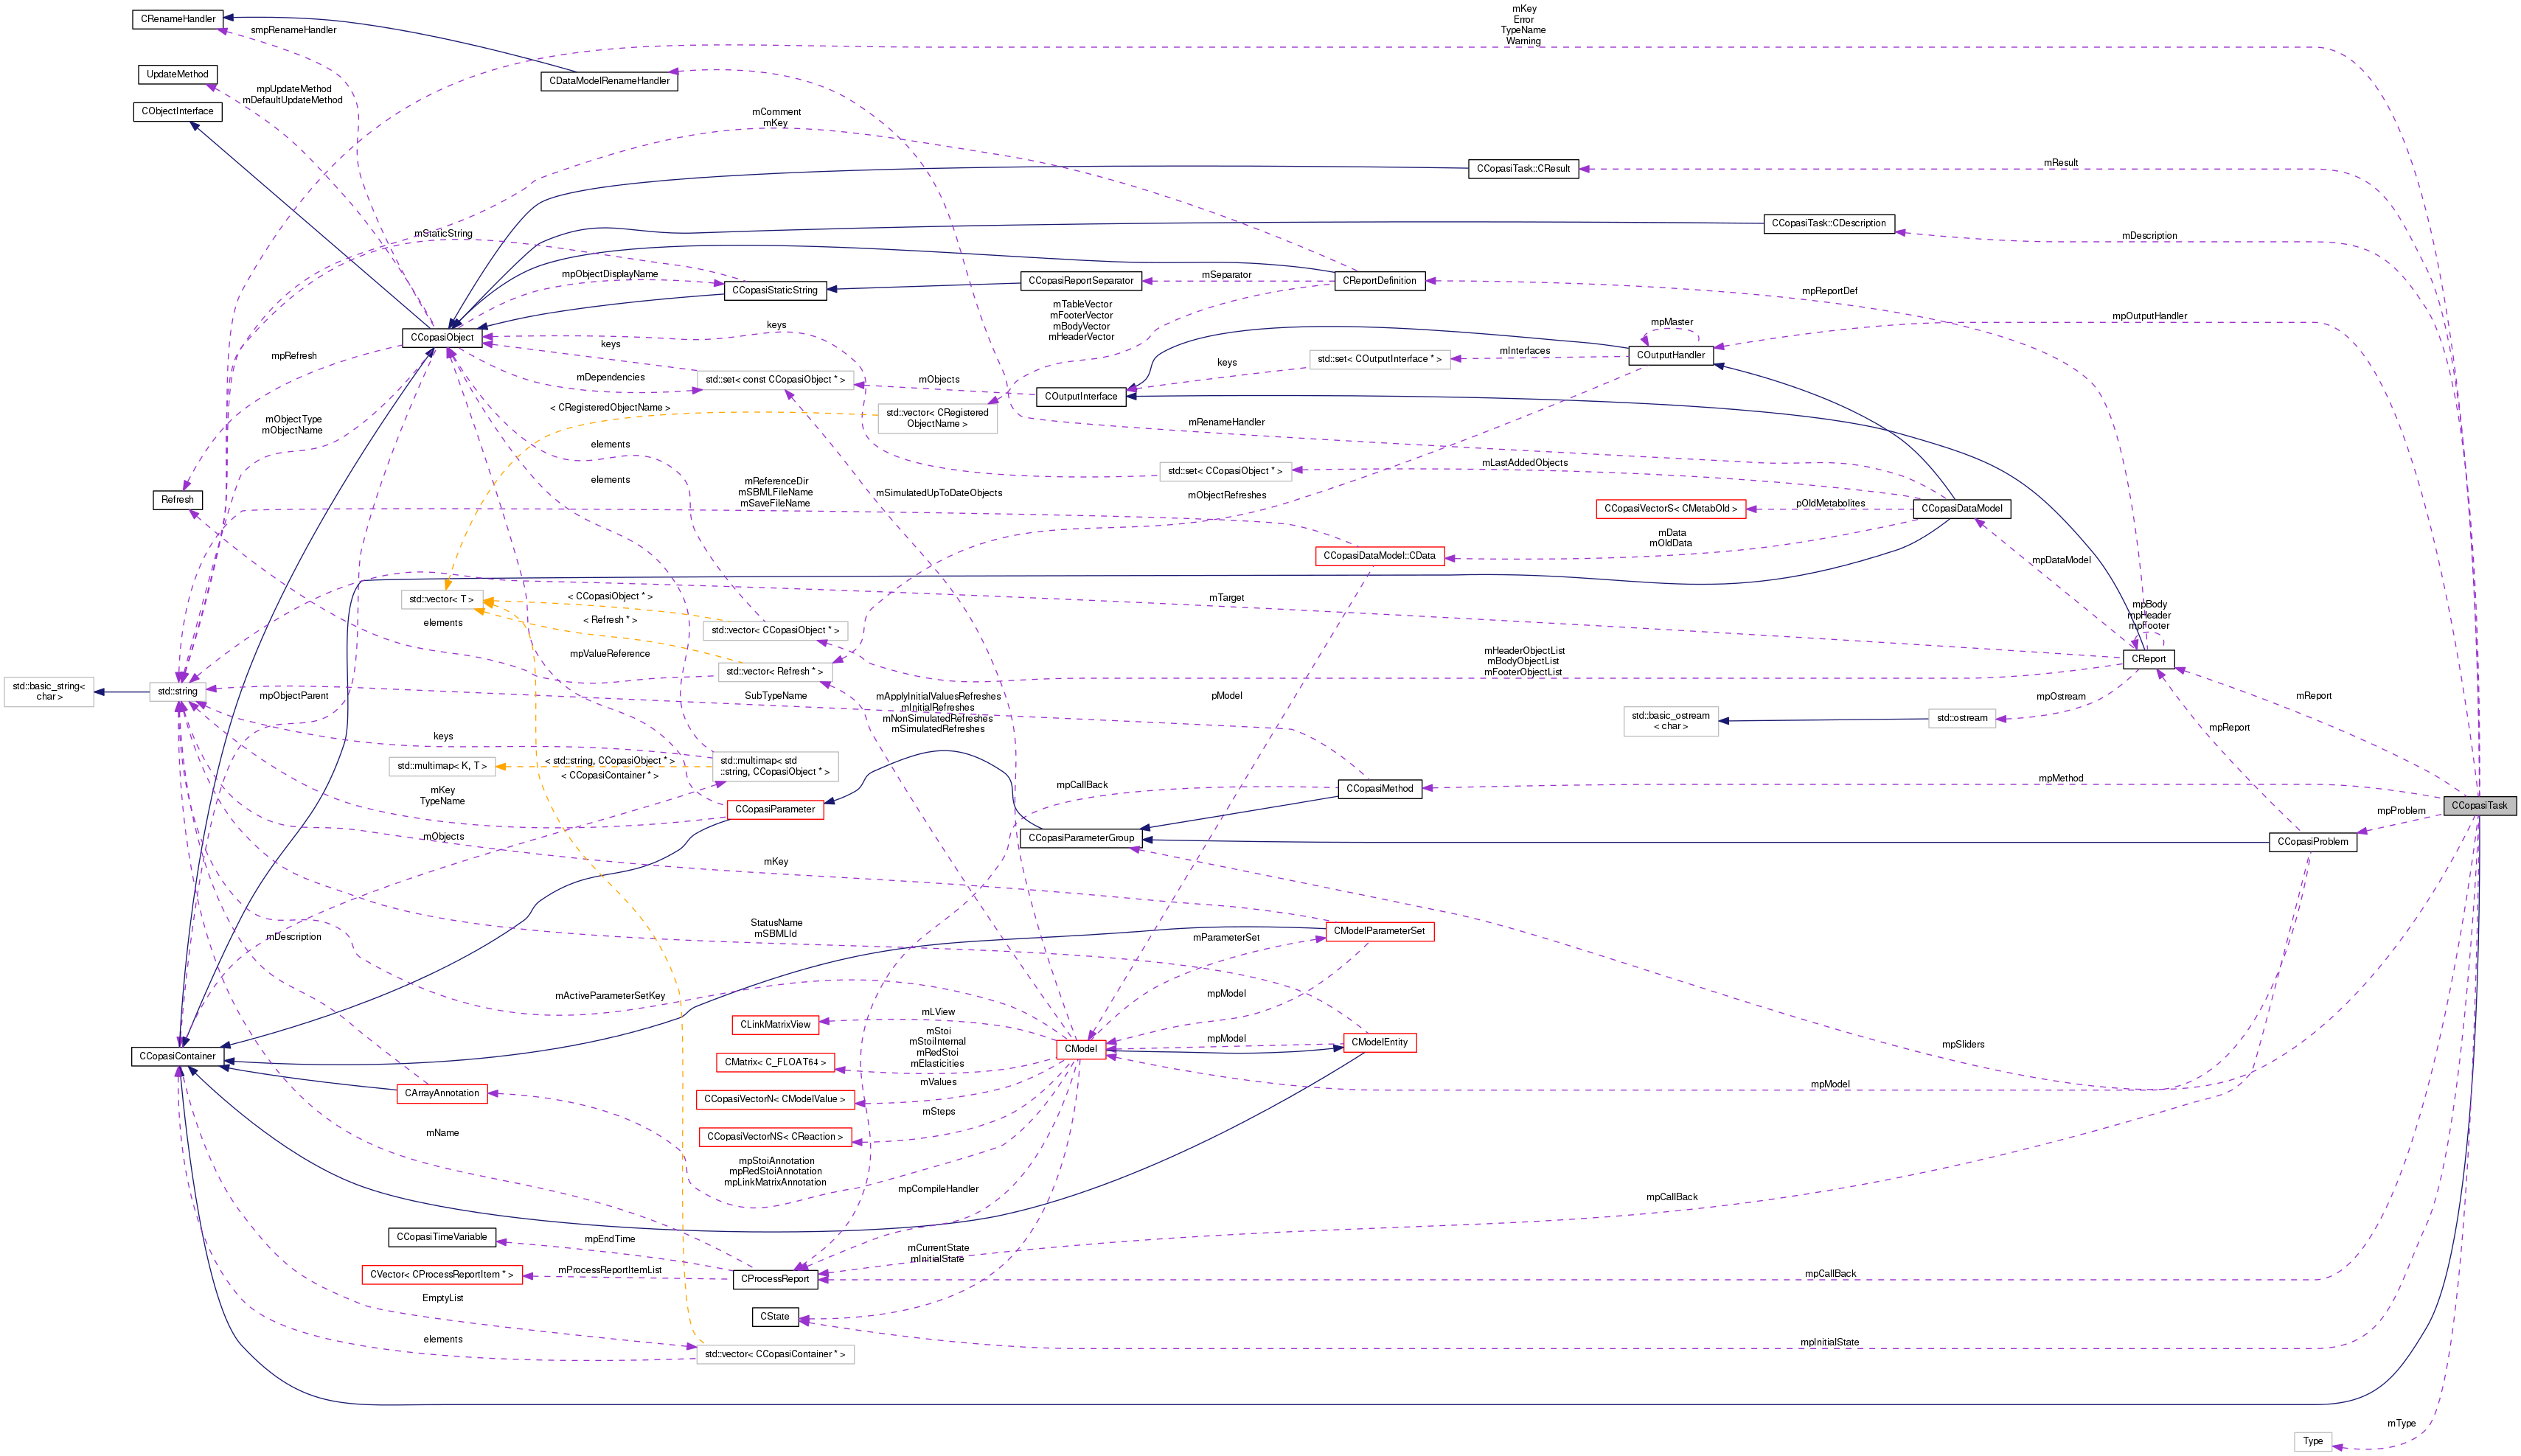 mKey
Error
TypeName
Warning
CRenameHandler
smpRenameHandler
UpdateMethod
CDataModelRenameHandler
mpUpdateMethod
mDefaultUpdateMethod
CObjectInterface
mComment
mKey
CCopasiTask::CResult
mResult
CCopasiTask::CDescription
mDescription
mStaticString
mpObjectDisplayName
CCopasiStaticString
CCopasiReportSeparator
mSeparator
CReportDefinition
mpReportDef
mTableVector
mFooterVector
mBodyVector
mHeaderVector
mpOutputHandler
CCopasiObject
keys
mpMaster
mpRefresh
keys
mDependencies
std::set< const CCopasiObject * >
mObjects
COutputInterface
keys
std::set< COutputInterface * >
mInterfaces
COutputHandler
< CRegisteredObjectName >
std::vector< CRegistered
ObjectName >
mObjectType
mObjectName
elements
mRenameHandler
std::set< CCopasiObject * >
mLastAddedObjects
elements
Refresh
mReferenceDir
mSBMLFileName
mSaveFileName
mSimulatedUpToDateObjects
mObjectRefreshes
CCopasiVectorS< CMetabOld >
pOldMetabolites
CCopasiDataModel
CCopasiDataModel::CData
mData
mOldData
mpDataModel
std::vector< T >
< CCopasiObject * >
mTarget
mpBody
mpHeader
mpFooter
elements
< Refresh * >
std::vector< CCopasiObject * >
mpValueReference
std::vector< Refresh * >
mHeaderObjectList
mBodyObjectList
mFooterObjectList
CReport
std::basic_string<
char >
std::string
mpObjectParent
SubTypeName
mApplyInitialValuesRefreshes
mInitialRefreshes
mNonSimulatedRefreshes
mSimulatedRefreshes
pModel
mpOstream
mReport
std::basic_ostream
< char >
std::ostream
mpReport
keys
std::multimap< K, T >
< std::string, CCopasiObject * >
< CCopasiContainer * >
std::multimap< std
::string, CCopasiObject * >
mpCallBack
CCopasiMethod
mpMethod
mKey
TypeName
CCopasiParameter
CCopasiTask
mpProblem
mObjects
CCopasiParameterGroup
CCopasiProblem
mKey
mDescription
StatusName
mSBMLId
mParameterSet
CModelParameterSet
mActiveParameterSetKey
mpModel
CLinkMatrixView
mLView
mStoi
mStoiInternal
mRedStoi
mElasticities
CModel
mpModel
CModelEntity
mpSliders
CCopasiContainer
CMatrix< C_FLOAT64 >
mpModel
CArrayAnnotation
CCopasiVectorN< CModelValue >
mValues
mName
CCopasiVectorNS< CReaction >
mSteps
mpStoiAnnotation
mpRedStoiAnnotation
mpLinkMatrixAnnotation
mpCompileHandler
mpCallBack
CCopasiTimeVariable
mpEndTime
mCurrentState
mInitialState
CVector< CProcessReportItem * >
mProcessReportItemList
CProcessReport
mpCallBack
EmptyList
CState
elements
std::vector< CCopasiContainer * >
mpInitialState
mType
Type